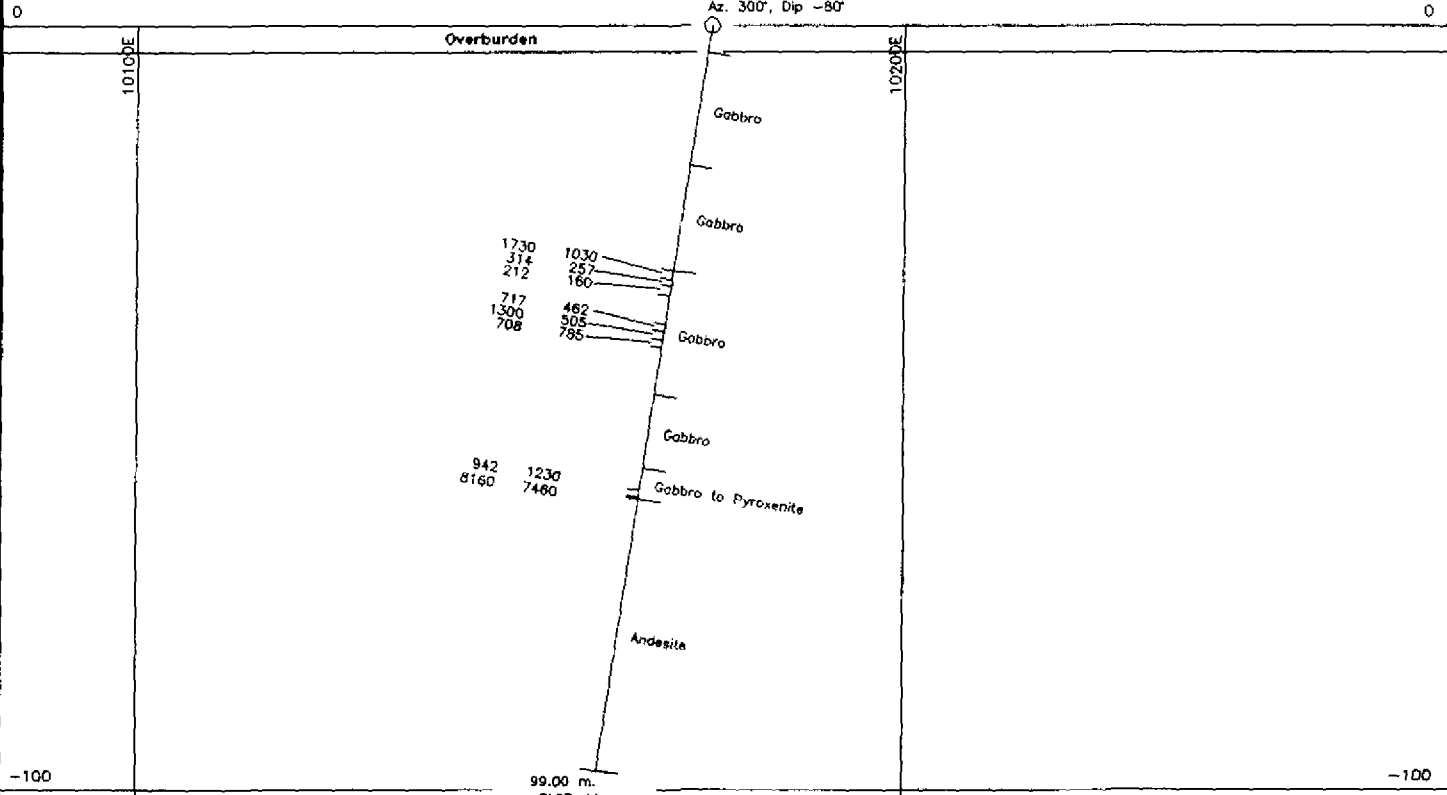 Az. 300°, Dip -80°
0 0
Overburden
10100E 10200E
Gabbro
Gabbro
1730 1030
314 257
212 160
717 462
1300 505
708 785
Gabbro
Gabbro
942 1230
8160 7460
Gabbro to Pyroxenite
Andesite
-100 -100
99.00 m.